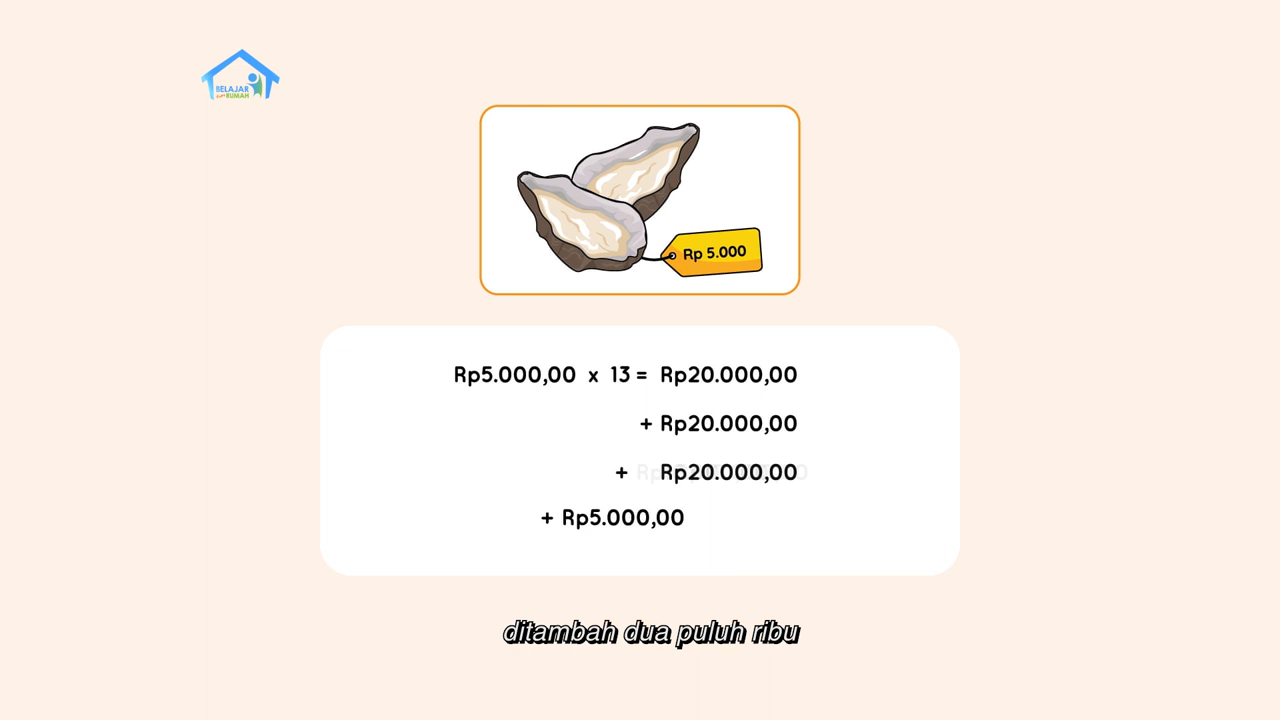 BELAJAR
dari RUMAH
Rp 5.000
Rp5.000,00 x 13 = Rp20.000,00
+ Rp20.000,00
+ Rp20.000,00
+ Rp5.000,00
ditambah dua puluh ribu